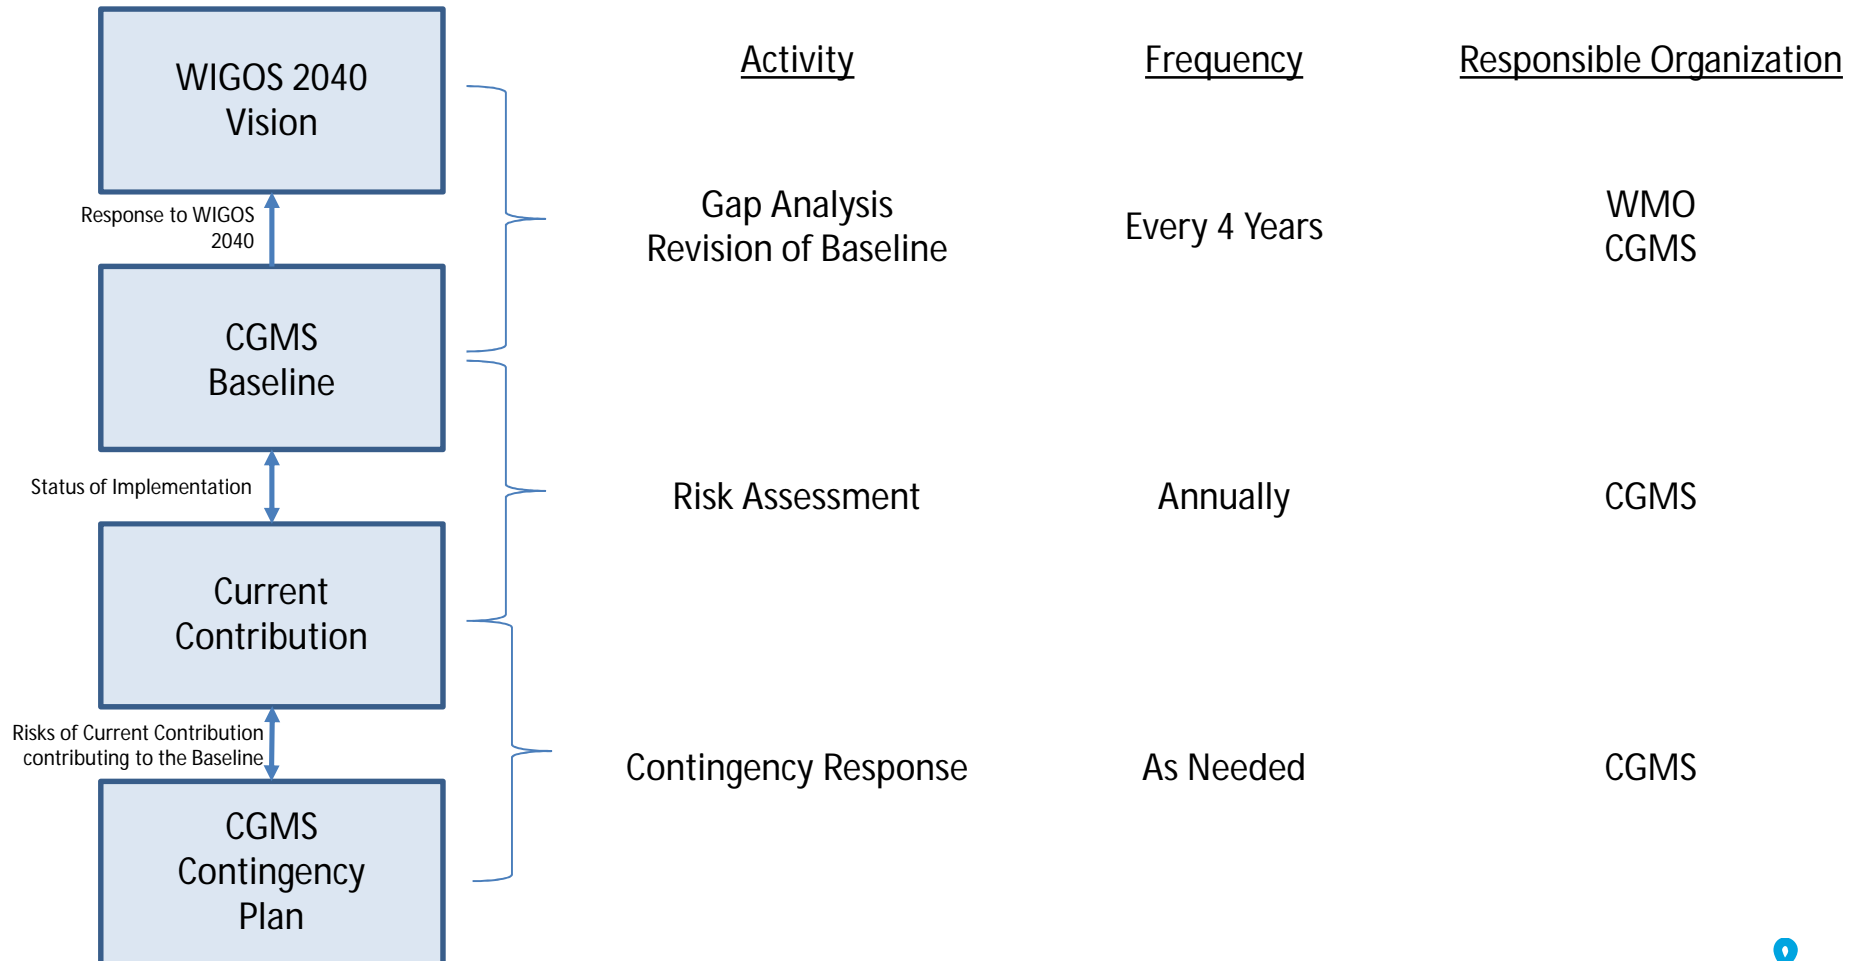 WIGOS 2040
Vision
Activity
Frequency
Responsible Organization
Response to WIGOS
2040
Gap Analysis
Revision of Baseline
Every 4 Years
WMO
CGMS
CGMS
Baseline
Status of Implementation
Risk Assessment
Annually
CGMS
Current
Contribution
Risks of Current Contribution
contributing to the Baseline
Contingency Response
As Needed
CGMS
CGMS
Contingency
Plan